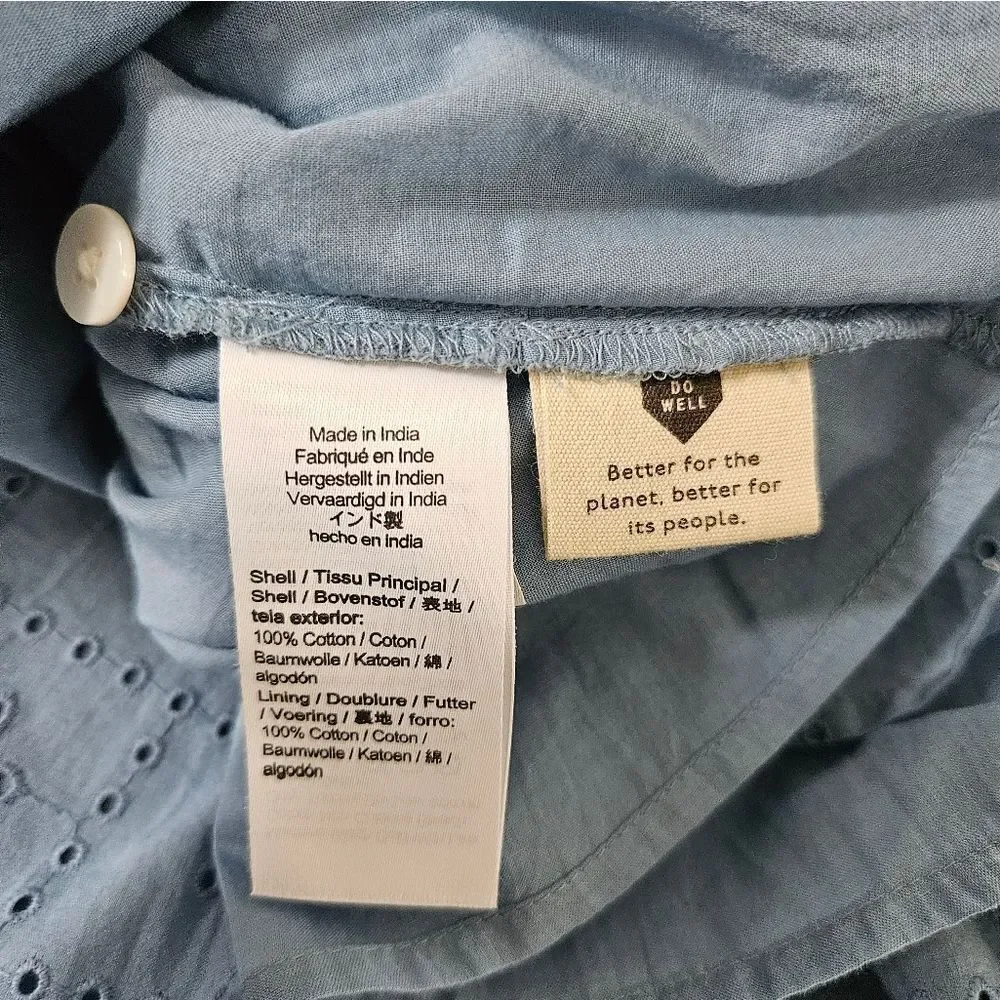 Made in India
Fabriqué en Inde
Hergestellt in Indien
Vervaardigd in India
インド製
hecho en india
Shell / Tissu Principal /
Shell / Bovenstof / 表地 /
tela exterior:
100% Cotton / Coton /
Baumwolle / Katoen / 綿 /
algodón
Lining / Doublure / Futter
/ Voering / 裏地 / forro:
100% Cotton / Coton /
Baumwolle / Katoen / 綿 /
algodón
DO
WELL
Better for the
planet, better for
its people.